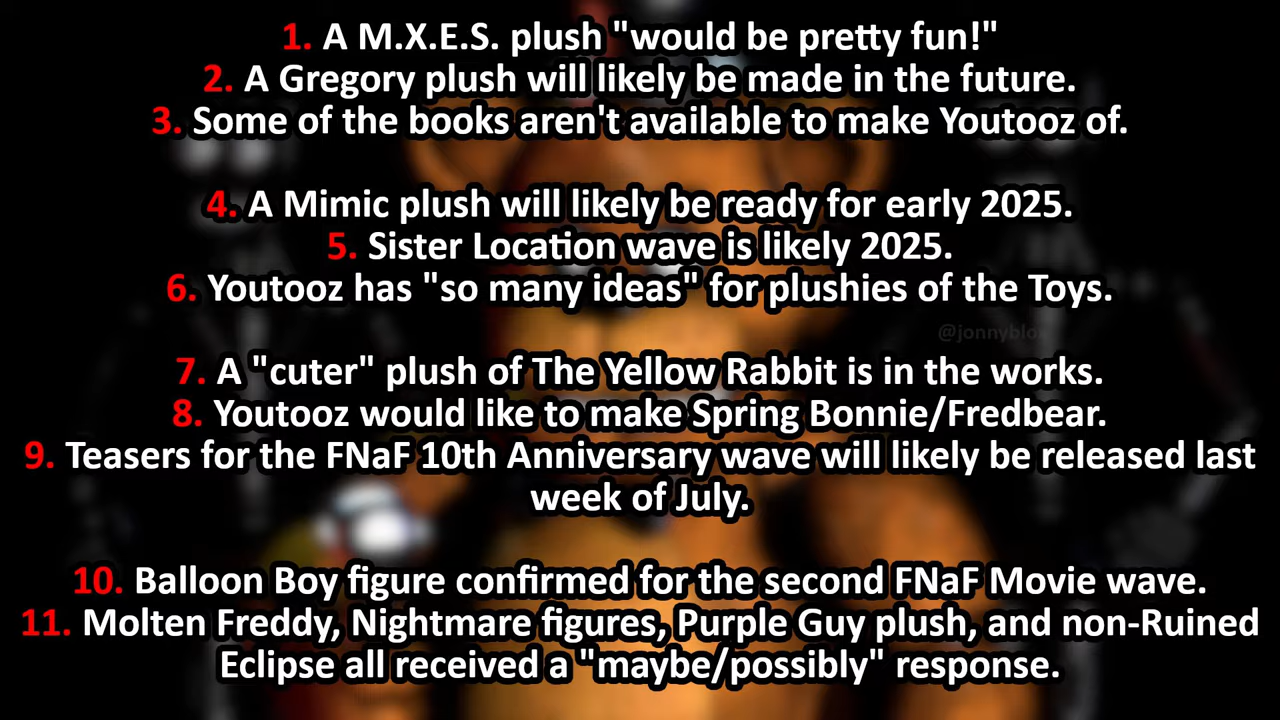 1. A M.X.E.S. plush "would be pretty fun!"
2. A Gregory plush will likely be made in the future.
3. Some of the books aren't available to make Youtooz of.
4. A Mimic plush will likely be ready for early 2025.
5. Sister Location wave is likely 2025.
6. Youtooz has "so many ideas" for plushies of the Toys.
7. A "cuter" plush of The Yellow Rabbit is in the works.
8. Youtooz would like to make Spring Bonnie/Fredbear.
9. Teasers for the FNaF 10th Anniversary wave will likely be released last
week of July.
10. Balloon Boy figure confirmed for the second FNaF Movie wave.
11. Molten Freddy, Nightmare figures, Purple Guy plush, and non-Ruined
Eclipse all received a "maybe/possibly" response.